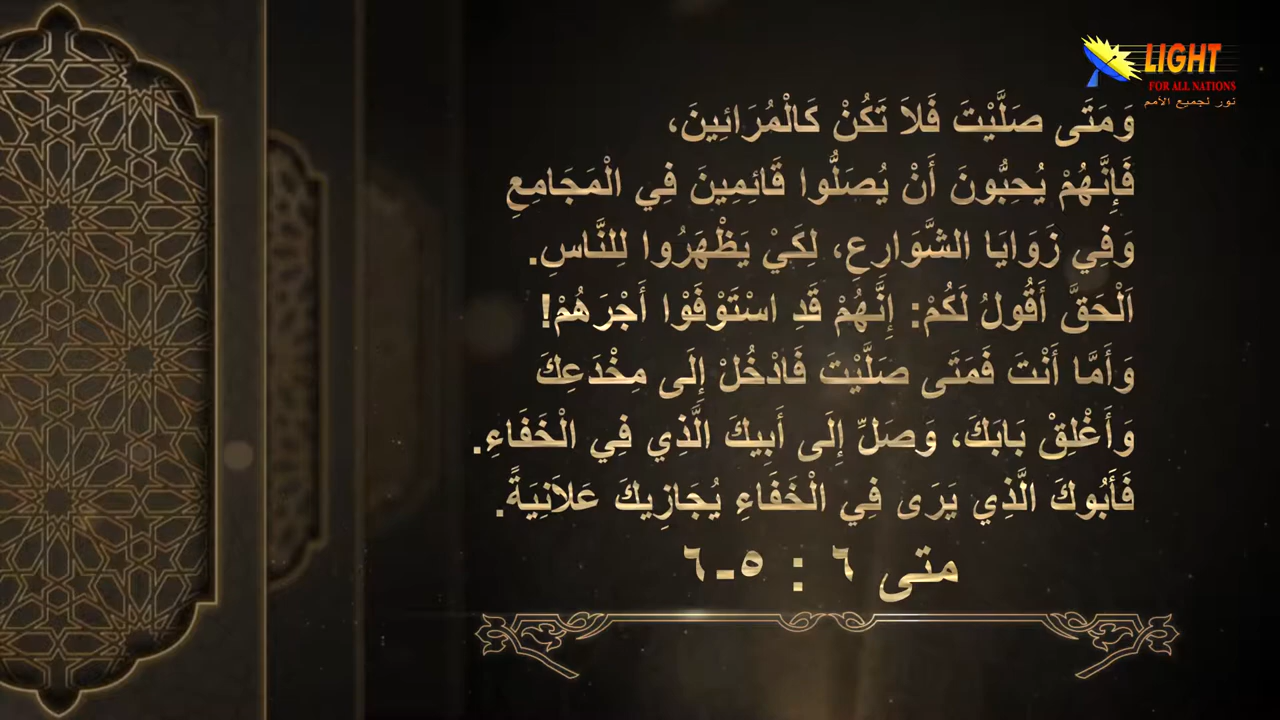 LIGHT
FOR ALL NATIONS
نور لجميع الأمم
وَمَتَى صَلَّيْتَ فَلاَ تَكُنْ كَالْمُرَائِينَ،
فَإِنَّهُمْ يُحِبُّونَ أَنْ يُصَلُّوا قَائِمِينَ فِي الْمَجَامِعِ
وَفِي زَوَايَا الشَّوَارِعِ، لِكَيْ يَظْهَرُوا لِلنَّاسِ.
اَلْحَقَّ أَقُولُ لَكُمْ: إِنَّهُمْ قَدِ اسْتَوْفَوْا أَجْرَهُمْ!
وَأَمَّا أَنْتَ فَمَتَى صَلَّيْتَ فَادْخُلْ إِلَى مِخْدَعِكَ
وَأَغْلِقْ بَابَكَ، وَصَلِّ إِلَى أَبِيكَ الَّذِي فِي الْخَفَاءِ.
فَأَبُوكَ الَّذِي يَرَى فِي الْخَفَاءِ يُجَازِيكَ عَلاَنِيَةً.
متى ٦ : ٥-٦